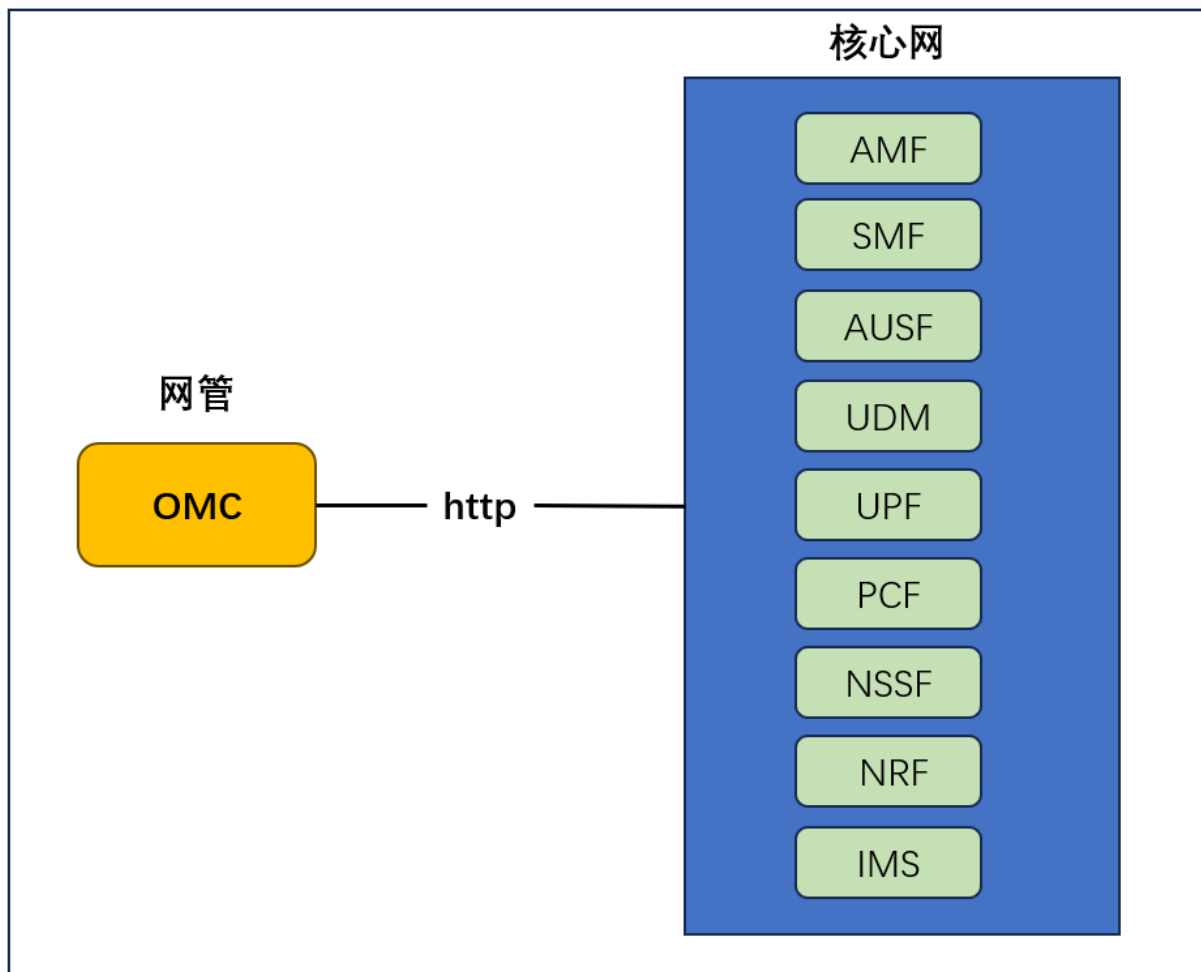 核心网
AMF
SMF
AUSF
UDM
UPF
PCF
NSSF
NRF
IMS
网管
OMC
http